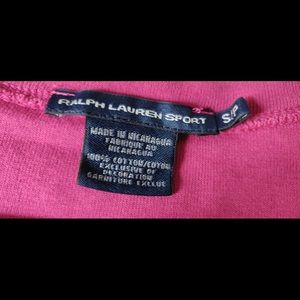 RALPH LAUREN SPORT
S/P
MADE IN NICARAGUA
FABRIQUE AU
NICARAGUA
100% COTTON/COTON
EXCLUSIVE OF
DECORATION
GARNITURE EXCLUE